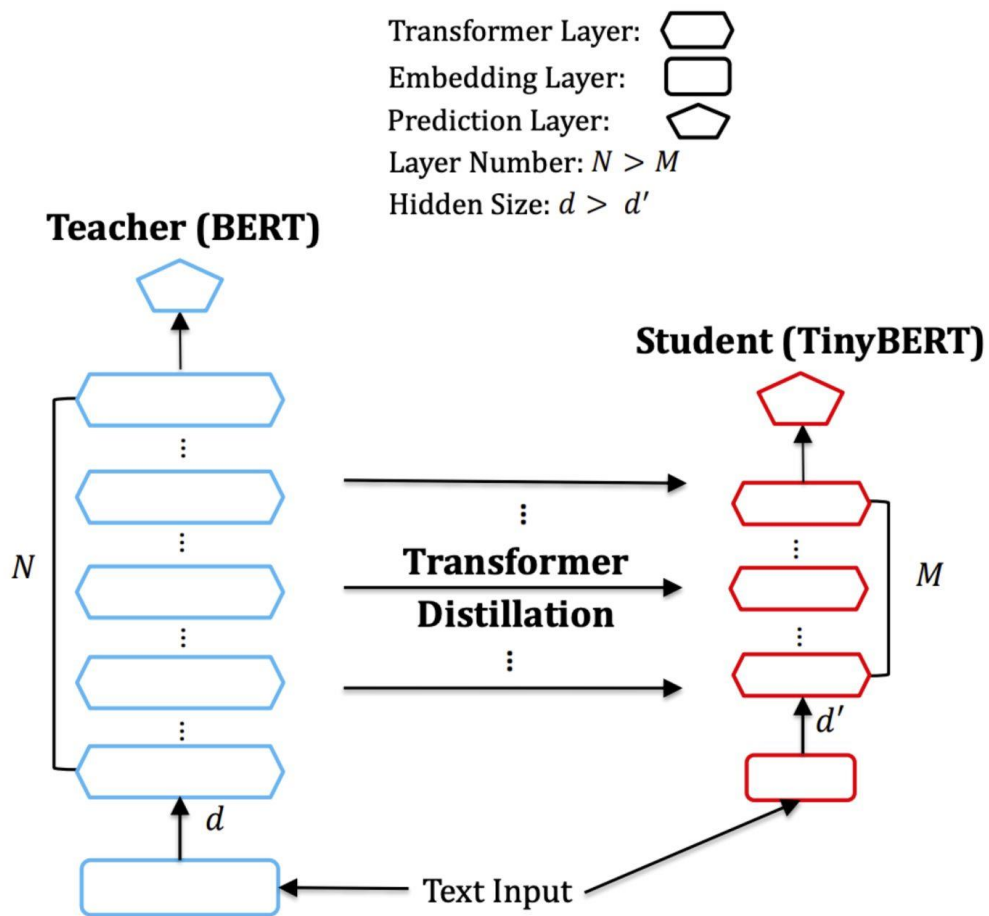 Transformer Layer:
Embedding Layer:
Prediction Layer:
Layer Number: N > M
Hidden Size: d > d′
Teacher (BERT)
Student (TinyBERT)
⋮
⋮
⋮
⋮
N
⋮
Transformer
Distillation
⋮
⋮
⋮
M
d
d′
Text Input